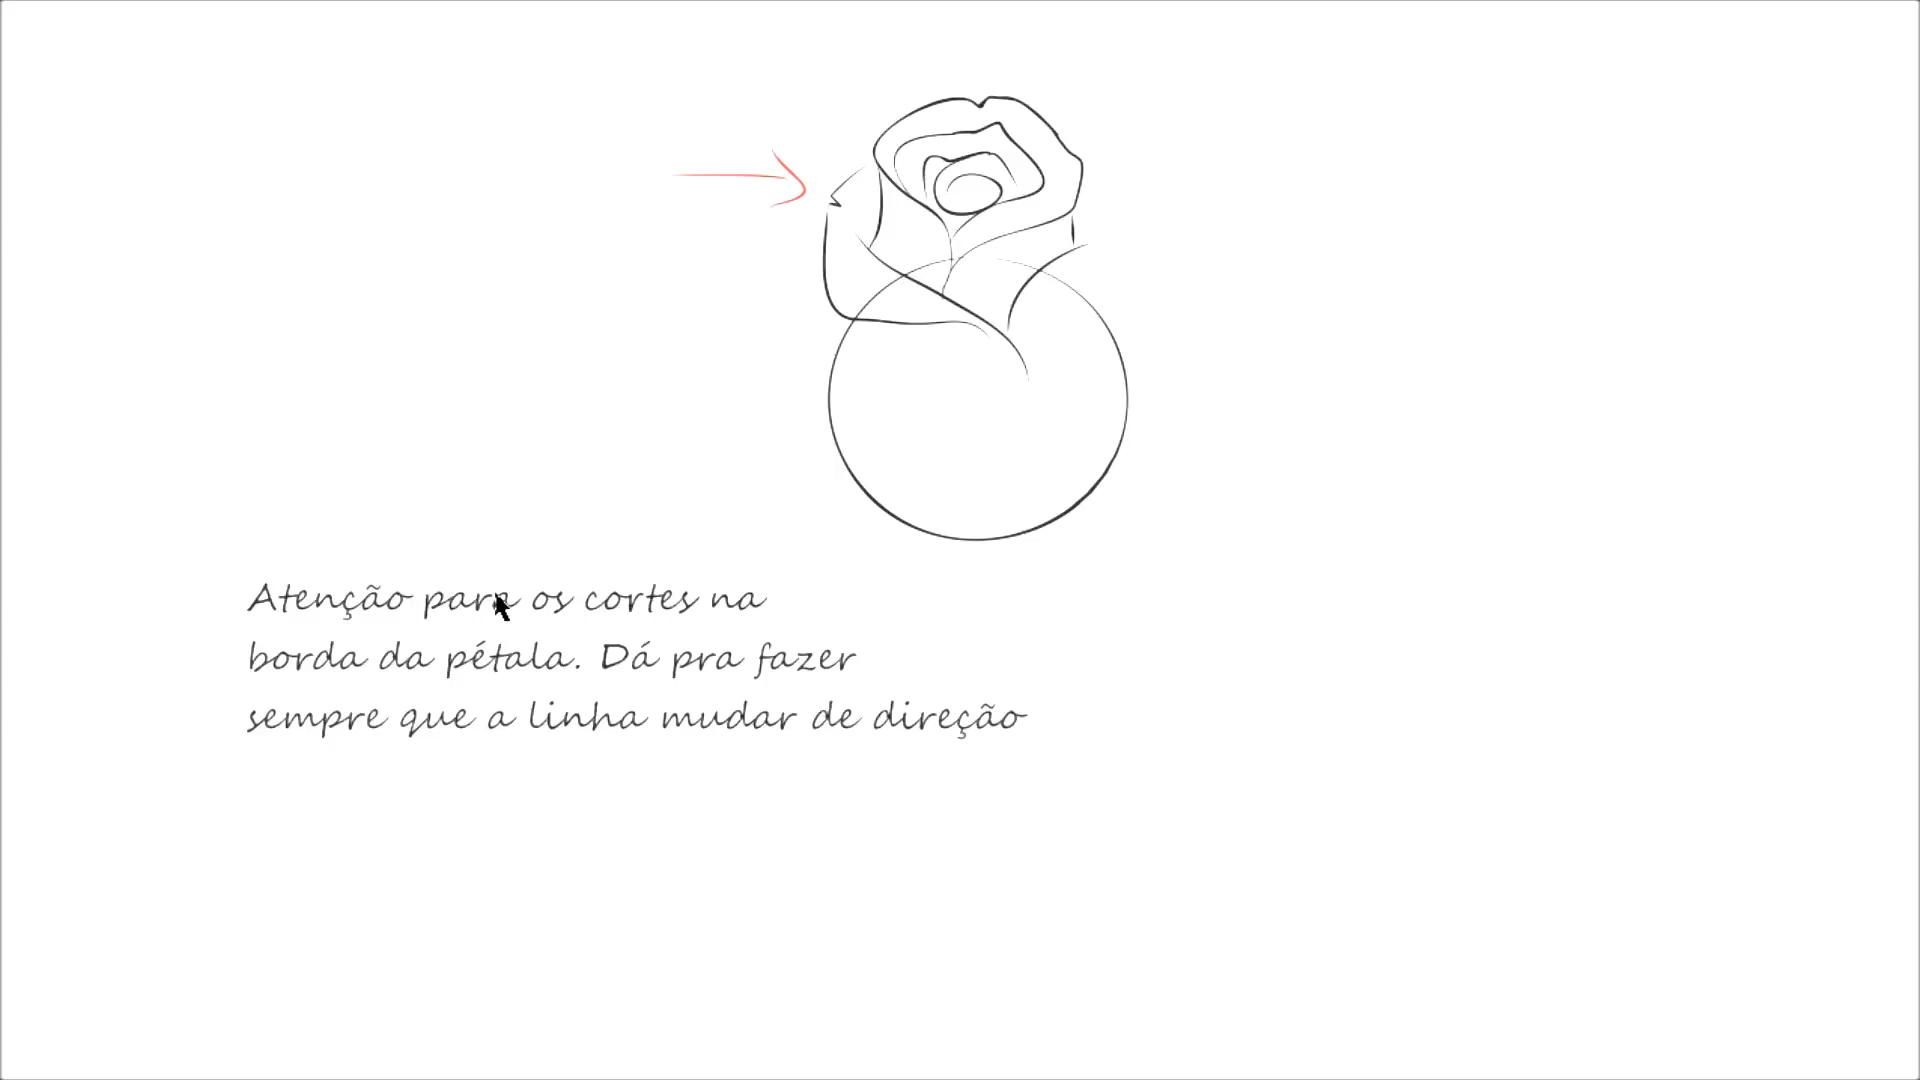 Atenção para os cortes na
borda da pétala. Dá pra fazer
sempre que a linha mudar de direção